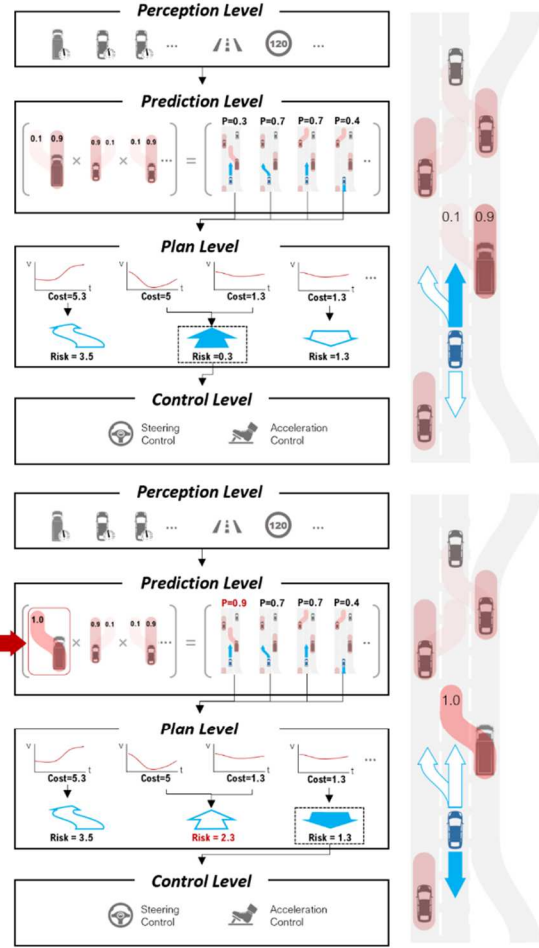 Perception Level
... 120 ...
Prediction Level
P=0.3 P=0.7 P=0.7 P=0.4
0.1 0.9 × 0.9 0.1 × 0.1 0.9 ... = ..
0.1 0.9
Plan Level
v t
Cost=5.3 Cost=5 Cost=1.3 Cost=1.3 ...
Risk = 3.5 Risk =0.3 Risk =1.3
Control Level
Steering Control
Acceleration Control
Perception Level
... 120 ...
Prediction Level
P=0.9 P=0.7 P=0.7 P=0.4
1.0 × 0.9 0.1 × 0.1 0.9 ... = ..
1.0
Plan Level
v t
Cost=5.3 Cost=5 Cost=1.3 Cost=1.3 ...
Risk = 3.5 Risk = 2.3 Risk = 1.3
Control Level
Steering Control
Acceleration Control